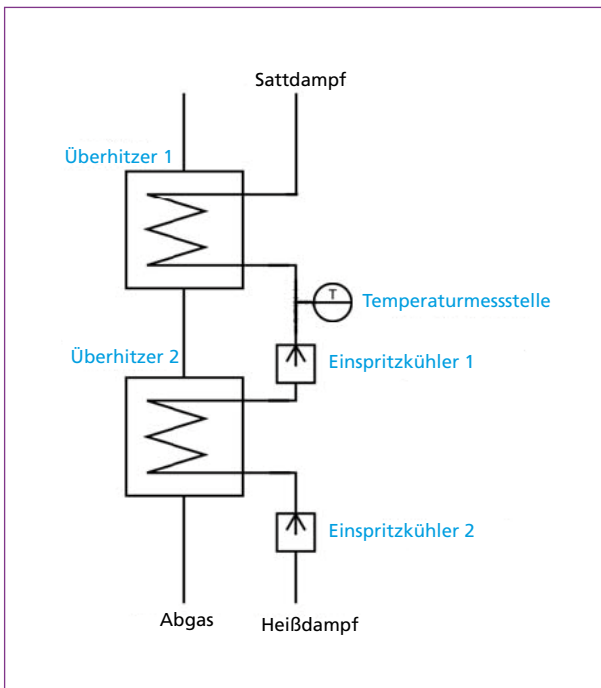 Sattdampf
Überhitzer 1
T
Temperaturmessstelle
Überhitzer 2
Einspritzkühler 1
Einspritzkühler 2
Abgas
Heißdampf